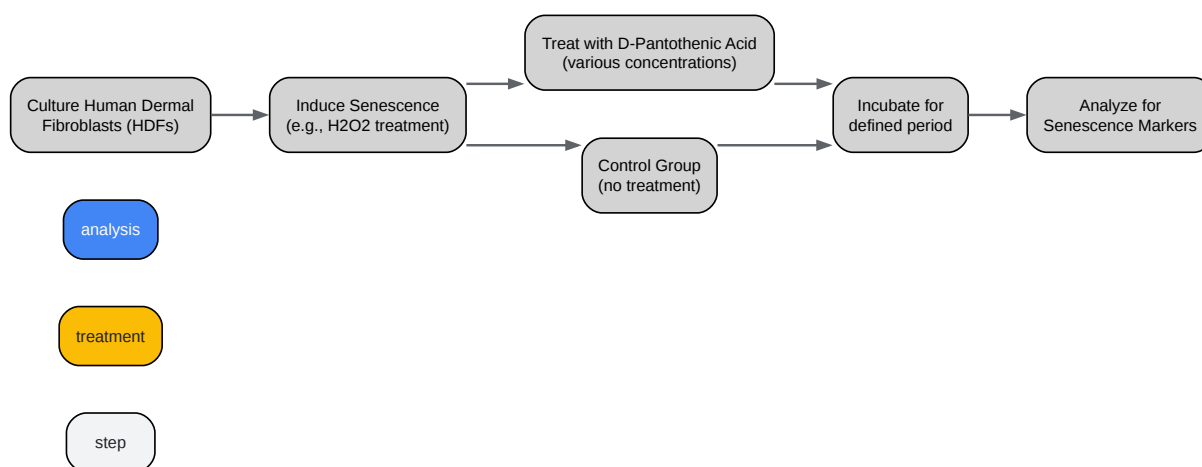 Culture Human Dermal
Fibroblasts (HDFs)
Induce Senescence
(e.g., H2O2 treatment)
Treat with D-Pantothenic Acid
(various concentrations)
Control Group
(no treatment)
Incubate for
defined period
Analyze for
Senescence Markers
analysis
treatment
step